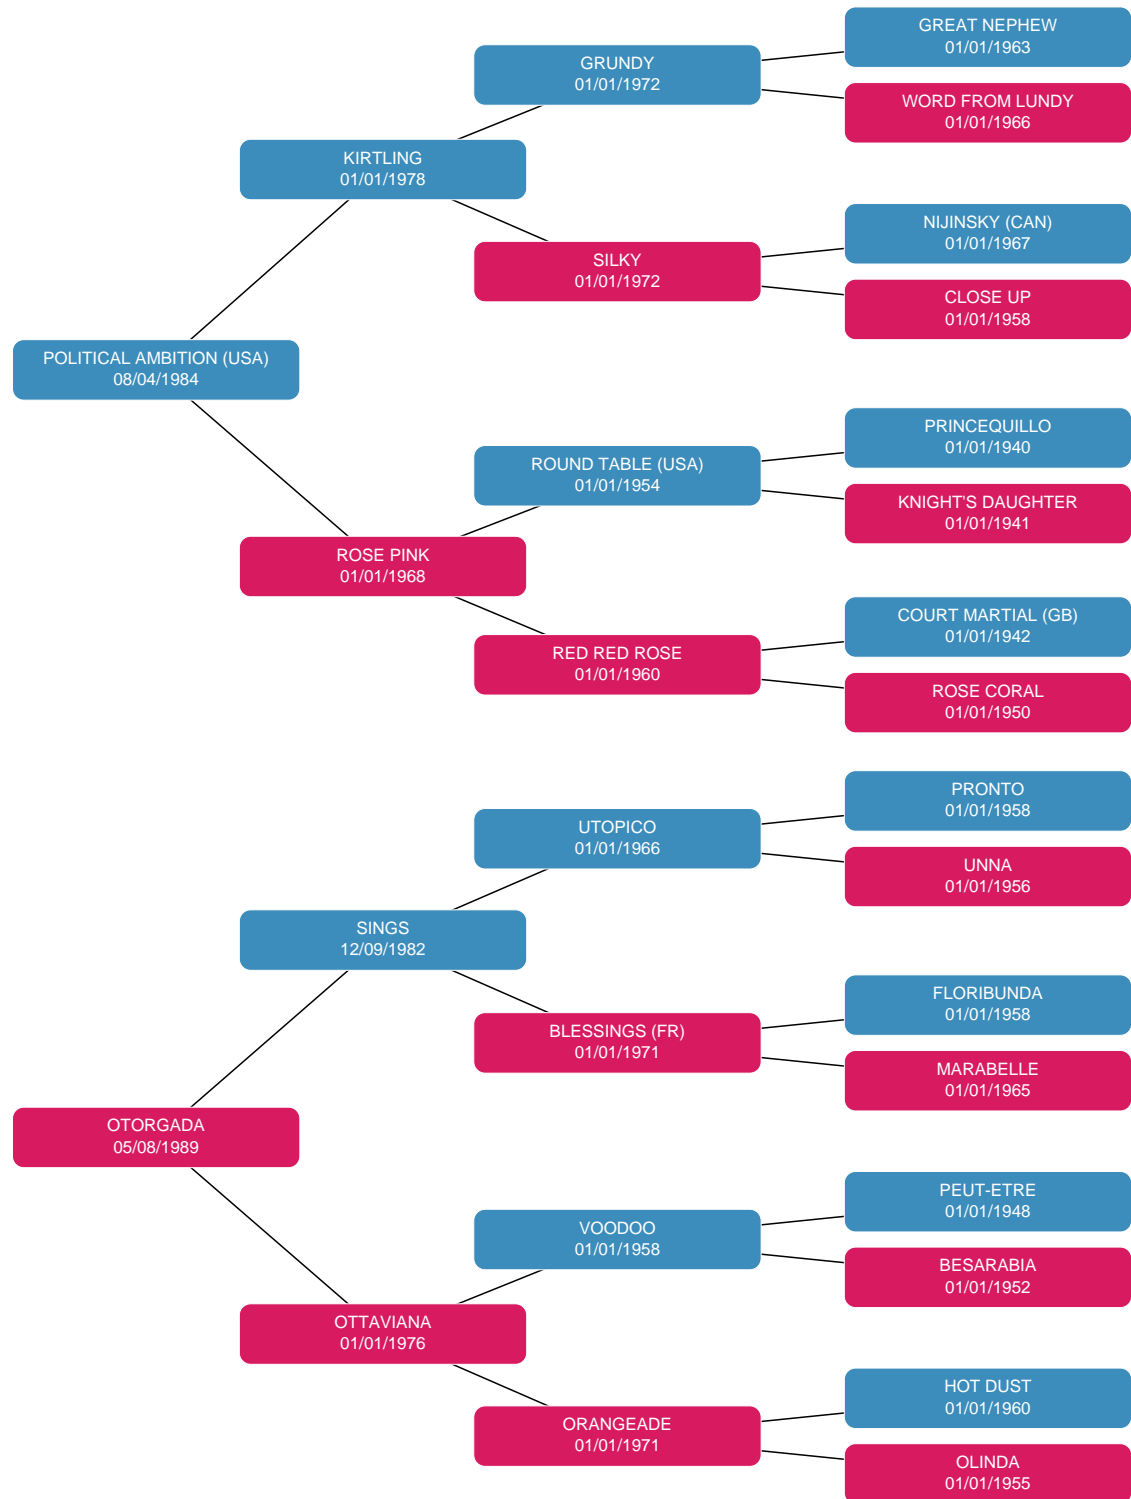 GREAT NEPHEW
01/01/1963
GRUNDY
01/01/1972
WORD FROM LUNDY
01/01/1966
KIRTLING
01/01/1978
NIJINSKY (CAN)
01/01/1967
SILKY
01/01/1972
CLOSE UP
01/01/1958
POLITICAL AMBITION (USA)
08/04/1984
PRINCEQUILLO
01/01/1940
ROUND TABLE (USA)
01/01/1954
KNIGHT'S DAUGHTER
01/01/1941
ROSE PINK
01/01/1968
COURT MARTIAL (GB)
01/01/1942
RED RED ROSE
01/01/1960
ROSE CORAL
01/01/1950
PRONTO
01/01/1958
UTOPICO
01/01/1966
UNNA
01/01/1956
SINGS
12/09/1982
FLORIBUNDA
01/01/1958
BLESSINGS (FR)
01/01/1971
MARABELLE
01/01/1965
OTORGADA
05/08/1989
PEUT-ETRE
01/01/1948
VOODOO
01/01/1958
BESARABIA
01/01/1952
OTTAVIANA
01/01/1976
HOT DUST
01/01/1960
ORANGEADE
01/01/1971
OLINDA
01/01/1955